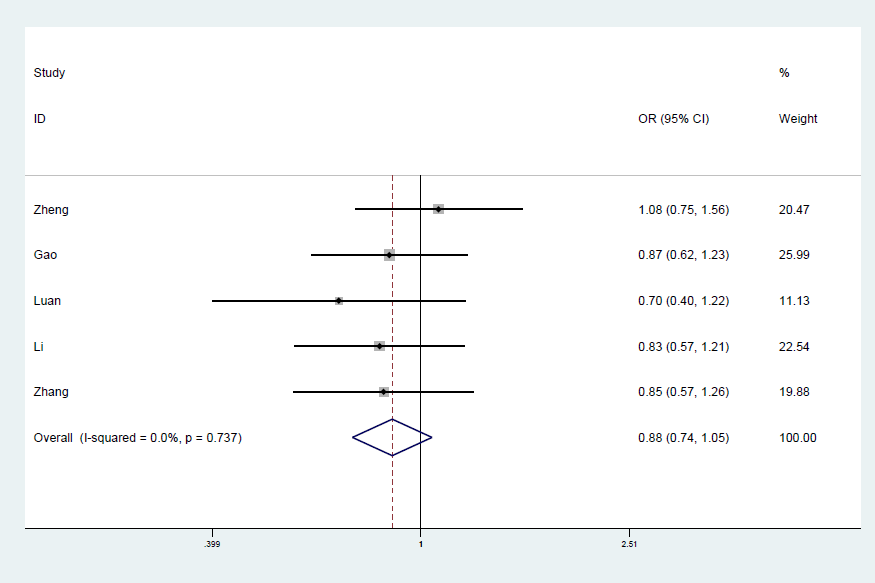 Study %
ID OR (95% CI) Weight
Zheng 1.08 (0.75, 1.56) 20.47
Gao 0.87 (0.62, 1.23) 25.99
Luan 0.70 (0.40, 1.22) 11.13
Li 0.83 (0.57, 1.21) 22.54
Zhang 0.85 (0.57, 1.26) 19.88
Overall (I-squared = 0.0%, p = 0.737) 0.88 (0.74, 1.05) 100.00
.399 1 2.51